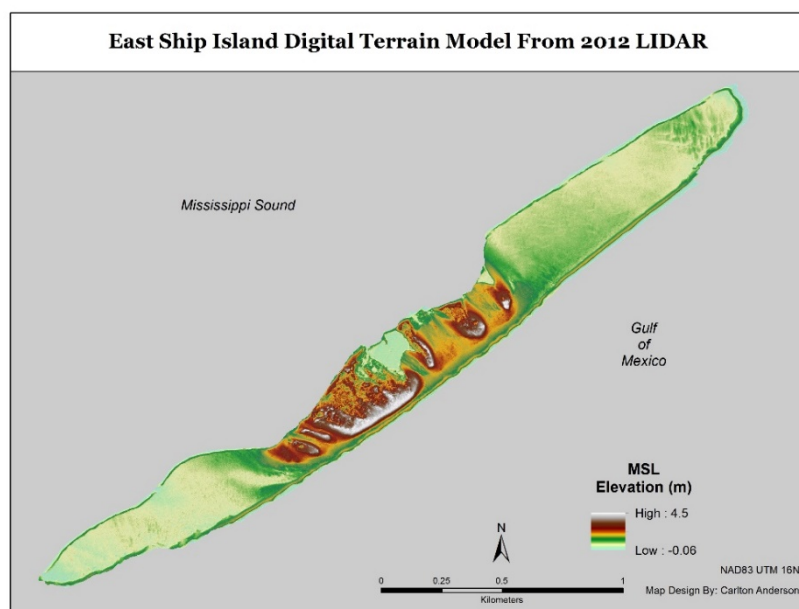 East Ship Island Digital Terrain Model From 2012 LIDAR
Mississippi Sound
Gulf
of
Mexico
MSL
Elevation (m)
High : 4.5
Low : -0.06
N
0 0.25 0.5 1
Kilometers
NAD83 UTM 16N
Map Design By: Carlton Anderson